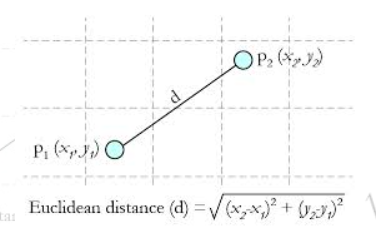 P₂ (x₂,y₂)
d
P₁ (x₁,y₁)
Euclidean distance (d) = √(x₂-x₁)² + (y₂-y₁)²